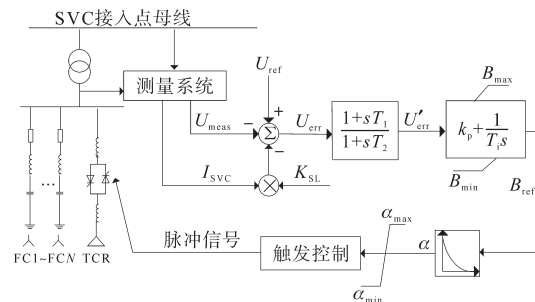 SVC接入点母线
测量系统
U_ref
B_max
U_meas
− + Σ −
U_err
1+sT_1
1+sT_2
U′_err
k_p + 1/(T_i s)
I_SVC
×
K_SL
B_min
B_ref
...
α_max
脉冲信号
触发控制
α
α_min
FC1~FCN TCR